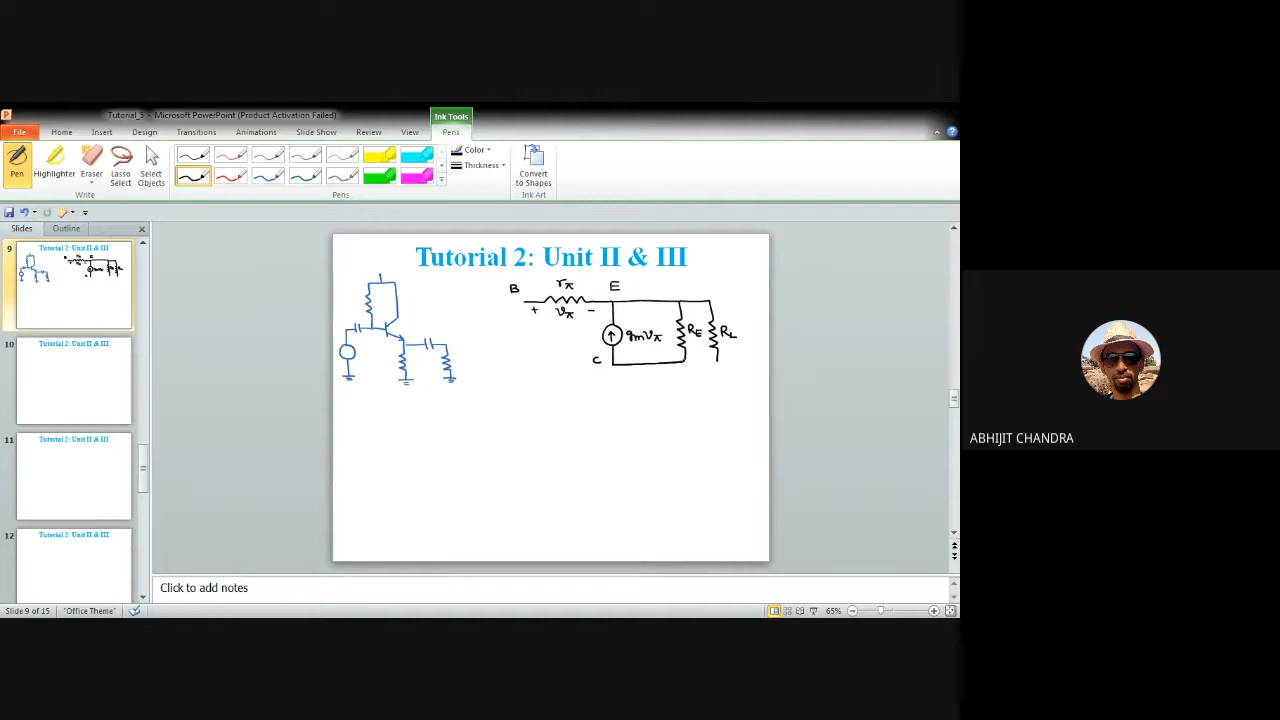 Tutorial_5 - Microsoft PowerPoint (Product Activation Failed)
Ink Tools
File Home Insert Design Transitions Animations Slide Show Review View Pens
Pen Highlighter Eraser Lasso Select Select Objects
Color
Thickness
Convert to Shapes
Write Pens Ink Art
Slides Outline
9 Tutorial 2: Unit II & III
10 Tutorial 2: Unit II & III
11 Tutorial 2: Unit II & III
12 Tutorial 2: Unit II & III
Tutorial 2: Unit II & III
B rπ E
+ vπ -
gmvπ RE RL
C
ABHIJIT CHANDRA
Click to add notes
Slide 9 of 15 "Office Theme" 65%